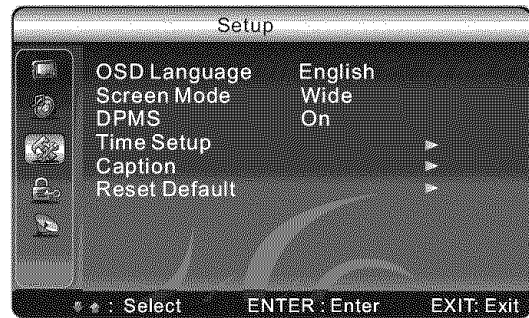 Setup
OSD Language English
Screen Mode Wide
DPMS On
Time Setup
Caption
Reset Default
: Select ENTER : Enter EXIT: Exit